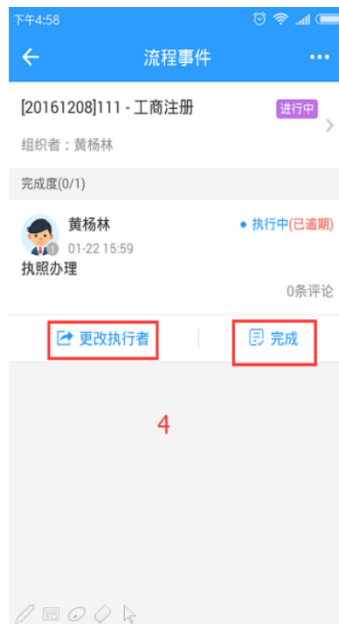 下午4:58
流程事件
[20161208]111 - 工商注册 进行中
组织者：黄杨林
完成度(0/1)
黄杨林 执行中(已逾期)
01-22 15:59
执照办理
0条评论
更改执行者 完成
4